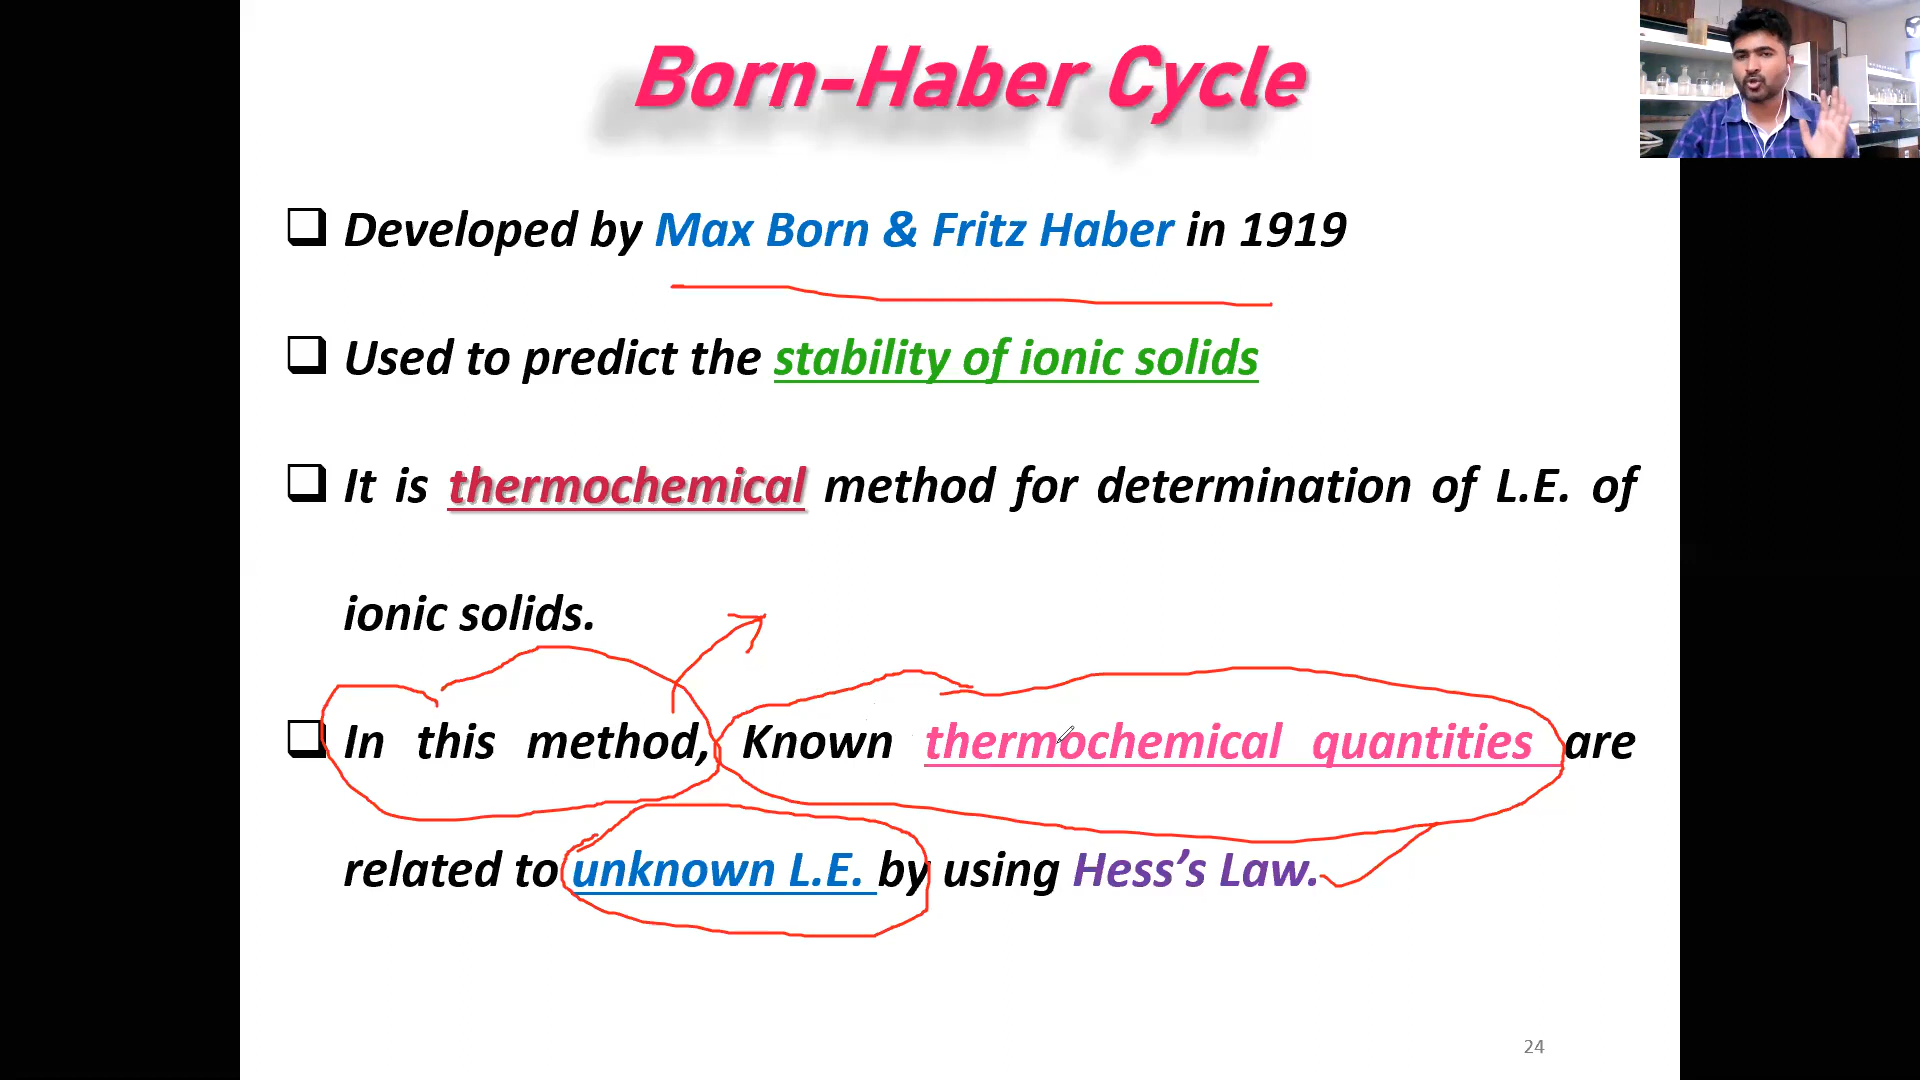 Born-Haber Cycle
❑ Developed by Max Born & Fritz Haber in 1919
❑ Used to predict the stability of ionic solids
❑ It is thermochemical method for determination of L.E. of
ionic solids.
❑ In this method, Known thermochemical quantities are
related to unknown L.E. by using Hess’s Law.
24